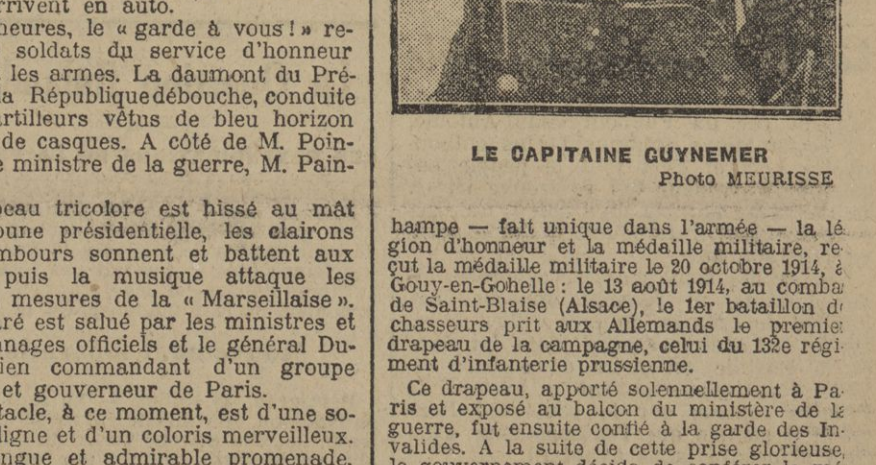 rrivent en auto.
heures, le « garde à vous ! » re-
soldats du service d'honneur
les armes. La daumont du Pré-
la République débouche, conduite
artilleurs vêtus de bleu horizon
de casques. A côté de M. Poin-
e ministre de la guerre, M. Pain-
peau tricolore est hissé au mât
bune présidentielle, les clairons
mbours sonnent et battent aux
puis la musique attaque les
mesures de la « Marseillaise ».
ré est salué par les ministres et
nnages officiels et le général Du-
ien commandant d'un groupe
et gouverneur de Paris.
tacle, à ce moment, est d'une so-
ligne et d'un coloris merveilleux.
ngue et admirable promenade,
LE CAPITAINE GUYNEMER
Photo MEURISSE
hampe — fait unique dans l'armée — la lé
gion d'honneur et la médaille militaire, re-
çut la médaille militaire le 20 octobre 1914, à
Gouy-en-Gohelle : le 13 août 1914, au comba
de Saint-Blaise (Alsace), le 1er bataillon d
chasseurs prit aux Allemands le premie
drapeau de la campagne, celui du 132e régi
ment d'infanterie prussienne.
Ce drapeau, apporté solennellement à Pa-
ris et exposé au balcon du ministère de la
guerre, fut ensuite confié à la garde des In-
valides. A la suite de cette prise glorieuse,